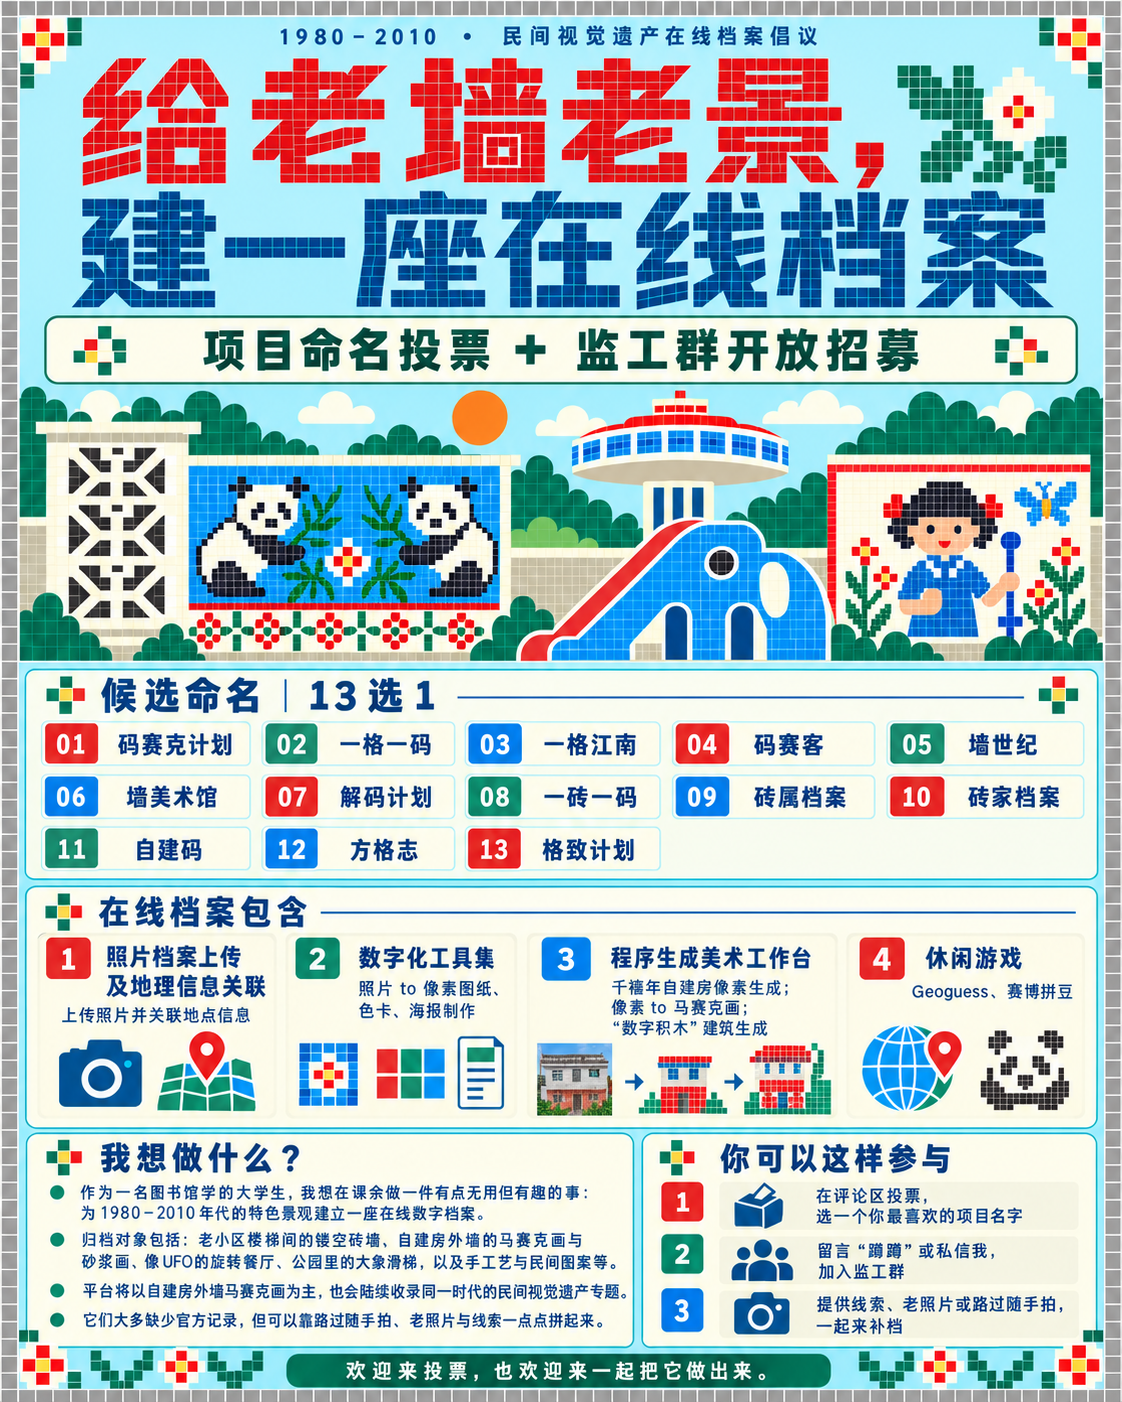 1980－2010 • 民间视觉遗产在线档案倡议
给老墙老景，
建一座在线档案
项目命名投票 + 监工群开放招募
候选命名｜13选1
01 码赛克计划
02 一格一码
03 一格江南
04 码赛客
05 墙世纪
06 墙美术馆
07 解码计划
08 一砖一码
09 砖属档案
10 砖家档案
11 自建码
12 方格志
13 格致计划
在线档案包含
1 照片档案上传
及地理信息关联
上传照片并关联地点信息
2 数字化工具集
照片 to 像素图纸、
色卡、海报制作
3 程序生成美术工作台
千禧年自建房像素生成；
像素 to 马赛克画；
“数字积木”建筑生成
4 休闲游戏
Geoguess、赛博拼豆
我想做什么？
作为一名图书馆学的大学生，我想在课余做一件有点无用但有趣的事：
为1980－2010年代的特色景观建立一座在线数字档案。
归档对象包括：老小区楼梯间的镂空砖墙、自建房外墙的马赛克画与
砂浆画、像UFO的旋转餐厅、公园里的大象滑梯，以及手工艺与民间图案等。
平台将以自建房外墙马赛克画为主，也会陆续收录同一时代的民间视觉遗产专题。
它们大多缺少官方记录，但可以靠路过随手拍、老照片与线索一点点拼起来。
你可以这样参与
1 在评论区投票，
选一个你最喜欢的项目名字
2 留言“蹲蹲”或私信我，
加入监工群
3 提供线索、老照片或路过随手拍，
一起来补档
欢迎来投票，也欢迎来一起把它做出来。